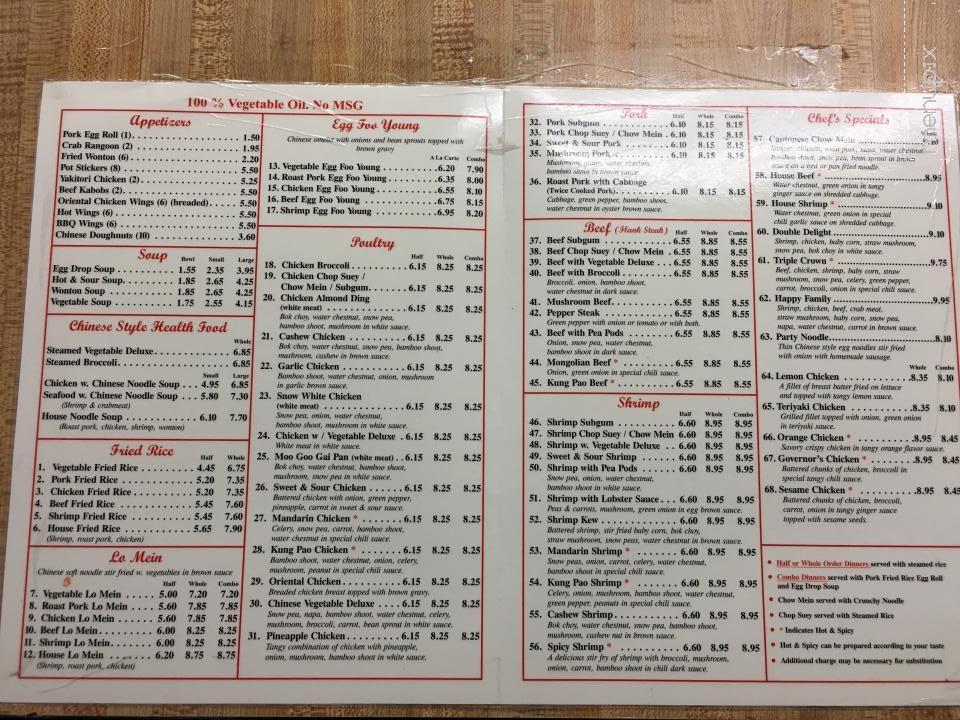 100 % Vegetable Oil. No MSG
Appetizers
Pork Egg Roll (1) 1.50
Crab Rangoon (2) 1.95
Fried Wonton (6) 2.20
Pot Stickers (8) 5.50
Yakitori Chicken (2) 5.25
Beef Kabobs (2) 5.50
Oriental Chicken Wings (6) (breaded) 5.50
Hot Wings (6) 5.50
BBQ Wings (6) 5.50
Chinese Doughnuts (10) 3.60
Soup
Bowl Small Large
Egg Drop Soup 1.55 2.35 3.95
Hot & Sour Soup 1.85 2.65 4.25
Wonton Soup 1.85 2.65 4.25
Vegetable Soup 1.75 2.55 4.15
Chinese Style Health Food
Whole
Steamed Vegetable Deluxe 6.85
Steamed Broccoli 6.85
Small Large
Chicken w. Chinese Noodle Soup 4.95 6.85
Seafood w. Chinese Noodle Soup 5.80 7.30
(Shrimp & crabmeat)
House Noodle Soup 6.10 7.70
(Roast pork, chicken, shrimp, wonton)
Fried Rice
Half Whole
1. Vegetable Fried Rice 4.45 6.75
2. Pork Fried Rice 5.20 7.35
3. Chicken Fried Rice 5.20 7.35
4. Beef Fried Rice 5.45 7.60
5. Shrimp Fried Rice 5.45 7.60
6. House Fried Rice 5.65 7.90
(Shrimp, roast pork, chicken)
Lo Mein
Chinese soft noodle stir fried w. vegetables in brown sauce
Half Whole Combo
7. Vegetable Lo Mein 5.00 7.20 7.20
8. Roast Pork Lo Mein 5.60 7.85 7.85
9. Chicken Lo Mein 5.60 7.85 7.85
10. Beef Lo Mein 6.00 8.25 8.25
11. Shrimp Lo Mein 6.00 8.25 8.25
12. House Lo Mein 6.20 8.75 8.75
(Shrimp, roast pork, chicken)
Egg Foo Young
Chinese omelet with onions and bean sprouts topped with
brown gravy
A La Carte Combo
13. Vegetable Egg Foo Young 6.20 7.90
14. Roast Pork Egg Foo Young 6.35 8.00
15. Chicken Egg Foo Young 6.55 8.10
16. Beef Egg Foo Young 6.75 8.15
17. Shrimp Egg Foo Young 6.95 8.20
Poultry
Half Whole Combo
18. Chicken Broccoli 6.15 8.25 8.25
19. Chicken Chop Suey /
Chow Mein / Subgum 6.15 8.25 8.25
20. Chicken Almond Ding
(white meat) 6.15 8.25 8.25
Bok choy, water chestnut, snow pea,
bamboo shoot, mushroom in white sauce.
21. Cashew Chicken 6.15 8.25 8.25
Bok choy, water chestnut, snow pea, bamboo shoot,
mushroom, cashew in brown sauce.
22. Garlic Chicken 6.15 8.25 8.25
Bamboo shoot, water chestnut, onion, mushroom
in garlic brown sauce.
23. Snow White Chicken
(white meat) 6.15 8.25 8.25
Snow pea, onion, water chestnut,
bamboo shoot in white sauce.
24. Chicken w / Vegetable Deluxe 6.15 8.25 8.25
White meat in white sauce.
25. Moo Goo Gai Pan (white meat) 6.15 8.25 8.25
Bok choy, water chestnut, bamboo shoot,
mushroom, snow pea in white sauce.
26. Sweet & Sour Chicken 6.15 8.25 8.25
Battered chicken with onion, green pepper,
pineapple, carrot in sweet & sour sauce.
27. Mandarin Chicken * 6.15 8.25 8.25
Celery, snow pea, carrot, bamboo shoot,
water chestnut in special chili sauce.
28. Kung Pao Chicken * 6.15 8.25 8.25
Bamboo shoot, water chestnut, onion, celery,
mushroom, peanut in special chili sauce.
29. Oriental Chicken 6.15 8.25 8.25
Breaded chicken breast topped with brown gravy.
30. Chinese Vegetable Deluxe 6.15 8.25 8.25
Snow pea, napa, bamboo shoot, water chestnut, celery,
mushroom, broccoli, carrot, bean sprout in white sauce.
31. Pineapple Chicken 6.15 8.25 8.25
Tangy combination of chicken with pineapple,
onion, mushroom, bamboo shoot in white sauce.
Pork
Half Whole Combo
32. Pork Subgum 6.10 8.15 8.15
33. Pork Chop Suey / Chow Mein 6.10 8.15 8.15
34. Sweet & Sour Pork 6.10 8.15 8.15
35. Mushroom Pork 6.10 8.15 8.15
Mushroom, onion, water chestnut,
bamboo shoot in white sauce.
36. Roast Pork with Cabbage
(Twice Cooked Pork) 6.10 8.15 8.15
Cabbage, green pepper, bamboo shoot,
water chestnut in oyster brown sauce.
Beef (Flank Steak)
Half Whole Combo
37. Beef Subgum 6.55 8.85 8.55
38. Beef Chop Suey / Chow Mein 6.55 8.85 8.55
39. Beef with Vegetable Deluxe 6.55 8.85 8.55
40. Beef with Broccoli 6.55 8.85 8.55
Broccoli, onion, bamboo,
water chestnut in dark sauce.
41. Mushroom Beef 6.55 8.85 8.55
42. Pepper Steak 6.55 8.85 8.55
Green pepper with onion or tomato or with both.
43. Beef with Pea Pods 6.55 8.85 8.55
Onion, snow pea, water chestnut,
bamboo shoot in dark sauce.
44. Mongolian Beef * 6.55 8.85 8.55
Onion, green onion in special chili sauce.
45. Kung Pao Beef * 6.55 8.85 8.55
Shrimp
Half Whole Combo
46. Shrimp Subgum 6.60 8.95 8.95
47. Shrimp Chop Suey / Chow Mein 6.60 8.95 8.95
48. Shrimp w. Vegetable Deluxe 6.60 8.95 8.95
49. Sweet & Sour Shrimp 6.60 8.95 8.95
50. Shrimp with Pea Pods 6.60 8.95 8.95
Snow pea, onion, water chestnut,
bamboo shoot in white sauce.
51. Shrimp with Lobster Sauce 6.60 8.95 8.95
Peas & carrots, mushroom, green onion in egg brown sauce.
52. Shrimp Kew 6.60 8.95 8.95
Battered shrimp, stir fried baby corn, bok choy,
straw mushroom, snow peas, water chestnut in brown sauce.
53. Mandarin Shrimp * 6.60 8.95 8.95
Snow peas, onion, carrot, celery, bamboo shoot,
water chestnut in special chili sauce.
54. Kung Pao Shrimp * 6.60 8.95 8.95
Celery, onion, mushroom, bamboo shoot, water chestnut,
green pepper, peanuts in special chili sauce.
55. Cashew Shrimp 6.60 8.95 8.95
Bok choy, water chestnut, snow pea, bamboo shoot,
mushroom, cashew nut in brown sauce.
56. Spicy Shrimp * 6.60 8.95 8.95
A delicious stir fry of shrimp with broccoli, mushroom,
onion, carrot, bamboo shoot in chili dark sauce.
Chef's Specials
Whole
57. Cantonese Chow Mein
bamboo shoot, snow pea, bean sprout in brown
sauce on a bed of pan fried noodle.
58. House Beef * 8.95
Water chestnut, green onion in tangy
ginger sauce on shredded cabbage.
59. House Shrimp * 9.10
Water chestnut, green onion in special
chili garlic sauce on shredded cabbage.
60. Double Delight 9.10
Shrimp, chicken, baby corn, straw mushroom,
snow pea, bok choy in white sauce.
61. Triple Crown * 9.75
Beef, chicken, shrimp, baby corn, straw
mushroom, snow pea, celery, green pepper,
carrot, broccoli, onion in special chili sauce.
62. Happy Family 9.95
Shrimp, chicken, beef, crab meat,
straw mushroom, baby corn, snow pea,
napa, water chestnut, carrot in brown sauce.
63. Party Noodle 8.10
Thin Chinese style egg noodles stir fried
with onion with homemade sausage.
Whole Combo
64. Lemon Chicken 8.35 8.10
A fillet of breast batter fried on lettuce
and topped with tangy lemon sauce.
65. Teriyaki Chicken 8.35 8.10
Grilled fillet topped with onion, green onion
in teriyaki sauce.
66. Orange Chicken * 8.95 8.45
Savory crispy chicken in tangy orange flavor sauce.
67. Governor's Chicken * 8.95 8.45
Battered chunks of chicken, broccoli in
special tangy chili sauce.
68. Sesame Chicken * 8.95 8.45
Battered chunks of chicken, broccoli,
carrot, onion in tangy ginger sauce
topped with sesame seeds.
• Half or Whole Order Dinners served with steamed rice
• Combo Dinners served with Pork Fried Rice Egg Roll
and Egg Drop Soup
• Chow Mein served with Crunchy Noodle
• Chop Suey served with Steamed Rice
• * Indicates Hot & Spicy
• Hot & Spicy can be prepared according to your taste
• Additional charge may be necessary for substitution